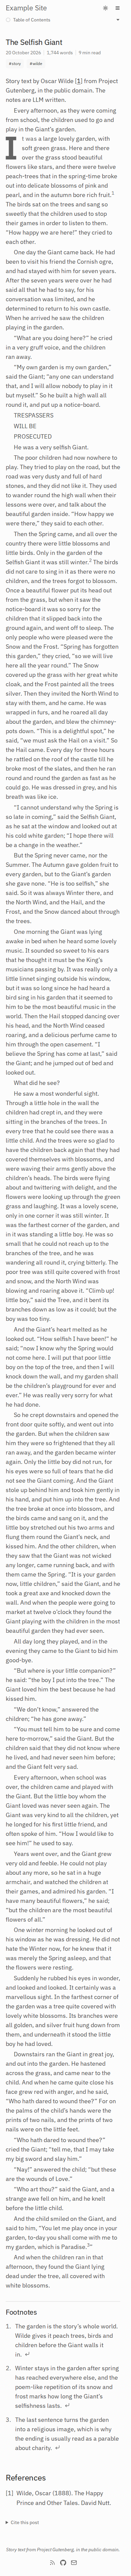 Example Site
Table of Contents
The Selfish Giant
20 October 2026 · 1,744 words · 9 min read
#story #wilde
Story text by Oscar Wilde [1] from Project
Gutenberg, in the public domain. The
notes are LLM written.
Every afternoon, as they were coming
from school, the children used to go and
play in the Giant's garden.
It was a large lovely garden, with
soft green grass. Here and there
over the grass stood beautiful
flowers like stars, and there were twelve
peach-trees that in the spring-time broke
out into delicate blossoms of pink and
pearl, and in the autumn bore rich fruit.1
The birds sat on the trees and sang so
sweetly that the children used to stop
their games in order to listen to them.
"How happy we are here!" they cried to
each other.
One day the Giant came back. He had
been to visit his friend the Cornish ogre,
and had stayed with him for seven years.
After the seven years were over he had
said all that he had to say, for his
conversation was limited, and he
determined to return to his own castle.
When he arrived he saw the children
playing in the garden.
"What are you doing here?" he cried
in a very gruff voice, and the children
ran away.
"My own garden is my own garden,"
said the Giant; "any one can understand
that, and I will allow nobody to play in it
but myself." So he built a high wall all
round it, and put up a notice-board.
TRESPASSERS
WILL BE
PROSECUTED
He was a very selfish Giant.
The poor children had now nowhere to
play. They tried to play on the road, but the
road was very dusty and full of hard
stones, and they did not like it. They used
to wander round the high wall when their
lessons were over, and talk about the
beautiful garden inside. "How happy we
were there," they said to each other.
Then the Spring came, and all over the
country there were little blossoms and
little birds. Only in the garden of the
Selfish Giant it was still winter.2 The birds
did not care to sing in it as there were no
children, and the trees forgot to blossom.
Once a beautiful flower put its head out
from the grass, but when it saw the
notice-board it was so sorry for the
children that it slipped back into the
ground again, and went off to sleep. The
only people who were pleased were the
Snow and the Frost. "Spring has forgotten
this garden," they cried, "so we will live
here all the year round." The Snow
covered up the grass with her great white
cloak, and the Frost painted all the trees
silver. Then they invited the North Wind to
stay with them, and he came. He was
wrapped in furs, and he roared all day
about the garden, and blew the chimney-
pots down. "This is a delightful spot," he
said, "we must ask the Hail on a visit." So
the Hail came. Every day for three hours
he rattled on the roof of the castle till he
broke most of the slates, and then he ran
round and round the garden as fast as he
could go. He was dressed in grey, and his
breath was like ice.
"I cannot understand why the Spring is
so late in coming," said the Selfish Giant,
as he sat at the window and looked out at
his cold white garden; "I hope there will
be a change in the weather."
But the Spring never came, nor the
Summer. The Autumn gave golden fruit to
every garden, but to the Giant's garden
she gave none. "He is too selfish," she
said. So it was always Winter there, and
the North Wind, and the Hail, and the
Frost, and the Snow danced about through
the trees.
One morning the Giant was lying
awake in bed when he heard some lovely
music. It sounded so sweet to his ears
that he thought it must be the King's
musicians passing by. It was really only a
little linnet singing outside his window,
but it was so long since he had heard a
bird sing in his garden that it seemed to
him to be the most beautiful music in the
world. Then the Hail stopped dancing over
his head, and the North Wind ceased
roaring, and a delicious perfume came to
him through the open casement. "I
believe the Spring has come at last," said
the Giant; and he jumped out of bed and
looked out.
What did he see?
He saw a most wonderful sight.
Through a little hole in the wall the
children had crept in, and they were
sitting in the branches of the trees. In
every tree that he could see there was a
little child. And the trees were so glad to
have the children back again that they had
covered themselves with blossoms, and
were waving their arms gently above the
children's heads. The birds were flying
about and twittering with delight, and the
flowers were looking up through the green
grass and laughing. It was a lovely scene,
only in one corner it was still winter. It
was the farthest corner of the garden, and
in it was standing a little boy. He was so
small that he could not reach up to the
branches of the tree, and he was
wandering all round it, crying bitterly. The
poor tree was still quite covered with frost
and snow, and the North Wind was
blowing and roaring above it. "Climb up!
little boy," said the Tree, and it bent its
branches down as low as it could; but the
boy was too tiny.
And the Giant's heart melted as he
looked out. "How selfish I have been!" he
said; "now I know why the Spring would
not come here. I will put that poor little
boy on the top of the tree, and then I will
knock down the wall, and my garden shall
be the children's playground for ever and
ever." He was really very sorry for what
he had done.
So he crept downstairs and opened the
front door quite softly, and went out into
the garden. But when the children saw
him they were so frightened that they all
ran away, and the garden became winter
again. Only the little boy did not run, for
his eyes were so full of tears that he did
not see the Giant coming. And the Giant
stole up behind him and took him gently in
his hand, and put him up into the tree. And
the tree broke at once into blossom, and
the birds came and sang on it, and the
little boy stretched out his two arms and
flung them round the Giant's neck, and
kissed him. And the other children, when
they saw that the Giant was not wicked
any longer, came running back, and with
them came the Spring. "It is your garden
now, little children," said the Giant, and he
took a great axe and knocked down the
wall. And when the people were going to
market at twelve o'clock they found the
Giant playing with the children in the most
beautiful garden they had ever seen.
All day long they played, and in the
evening they came to the Giant to bid him
good-bye.
"But where is your little companion?"
he said: "the boy I put into the tree." The
Giant loved him the best because he had
kissed him.
"We don't know," answered the
children; "he has gone away."
"You must tell him to be sure and come
here to-morrow," said the Giant. But the
children said that they did not know where
he lived, and had never seen him before;
and the Giant felt very sad.
Every afternoon, when school was
over, the children came and played with
the Giant. But the little boy whom the
Giant loved was never seen again. The
Giant was very kind to all the children, yet
he longed for his first little friend, and
often spoke of him. "How I would like to
see him!" he used to say.
Years went over, and the Giant grew
very old and feeble. He could not play
about any more, so he sat in a huge
armchair, and watched the children at
their games, and admired his garden. "I
have many beautiful flowers," he said;
"but the children are the most beautiful
flowers of all."
One winter morning he looked out of
his window as he was dressing. He did not
hate the Winter now, for he knew that it
was merely the Spring asleep, and that
the flowers were resting.
Suddenly he rubbed his eyes in wonder,
and looked and looked. It certainly was a
marvellous sight. In the farthest corner of
the garden was a tree quite covered with
lovely white blossoms. Its branches were
all golden, and silver fruit hung down from
them, and underneath it stood the little
boy he had loved.
Downstairs ran the Giant in great joy,
and out into the garden. He hastened
across the grass, and came near to the
child. And when he came quite close his
face grew red with anger, and he said,
"Who hath dared to wound thee?" For on
the palms of the child's hands were the
prints of two nails, and the prints of two
nails were on the little feet.
"Who hath dared to wound thee?"
cried the Giant; "tell me, that I may take
my big sword and slay him."
"Nay!" answered the child; "but these
are the wounds of Love."
"Who art thou?" said the Giant, and a
strange awe fell on him, and he knelt
before the little child.
And the child smiled on the Giant, and
said to him, "You let me play once in your
garden, to-day you shall come with me to
my garden, which is Paradise.3"
And when the children ran in that
afternoon, they found the Giant lying
dead under the tree, all covered with
white blossoms.
Footnotes
1. The garden is the story's whole world.
Wilde gives it peach trees, birds and
children before the Giant walks it
in. ↩
2. Winter stays in the garden after spring
has reached everywhere else, and the
poem-like repetition of its snow and
frost marks how long the Giant's
selfishness lasts. ↩
3. The last sentence turns the garden
into a religious image, which is why
the ending is usually read as a parable
about charity. ↩
References
[1] Wilde, Oscar (1888). The Happy
Prince and Other Tales. David Nutt.
Cite this post
Story text from Project Gutenberg, in the public domain.